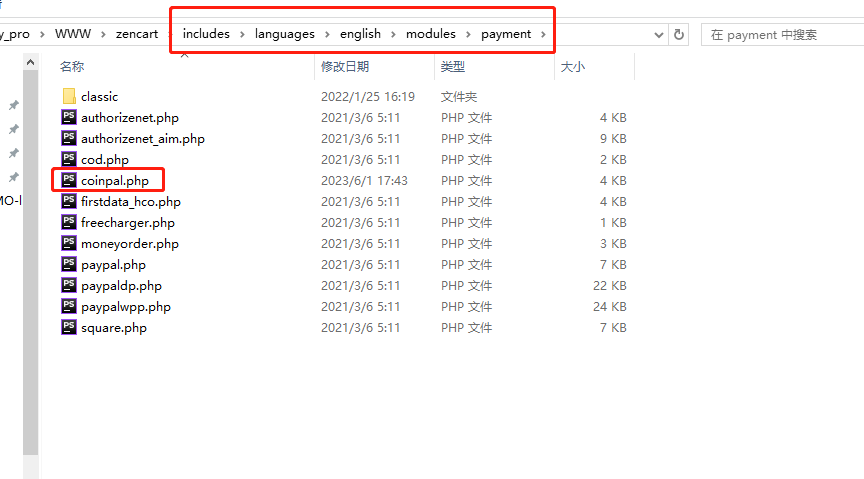 y_pro > WWW > zencart > includes > languages > english > modules > payment > 在 payment 中搜索
名称 修改日期 类型 大小
classic 2022/1/25 16:19 文件夹
authorizenet.php 2021/3/6 5:11 PHP 文件 4 KB
authorizenet_aim.php 2021/3/6 5:11 PHP 文件 9 KB
cod.php 2021/3/6 5:11 PHP 文件 2 KB
coinpal.php 2023/6/1 17:43 PHP 文件 4 KB
MO-l
firstdata_hco.php 2021/3/6 5:11 PHP 文件 4 KB
freecharger.php 2021/3/6 5:11 PHP 文件 1 KB
moneyorder.php 2021/3/6 5:11 PHP 文件 3 KB
paypal.php 2021/3/6 5:11 PHP 文件 7 KB
paypaldp.php 2021/3/6 5:11 PHP 文件 22 KB
paypalwpp.php 2021/3/6 5:11 PHP 文件 24 KB
square.php 2021/3/6 5:11 PHP 文件 7 KB